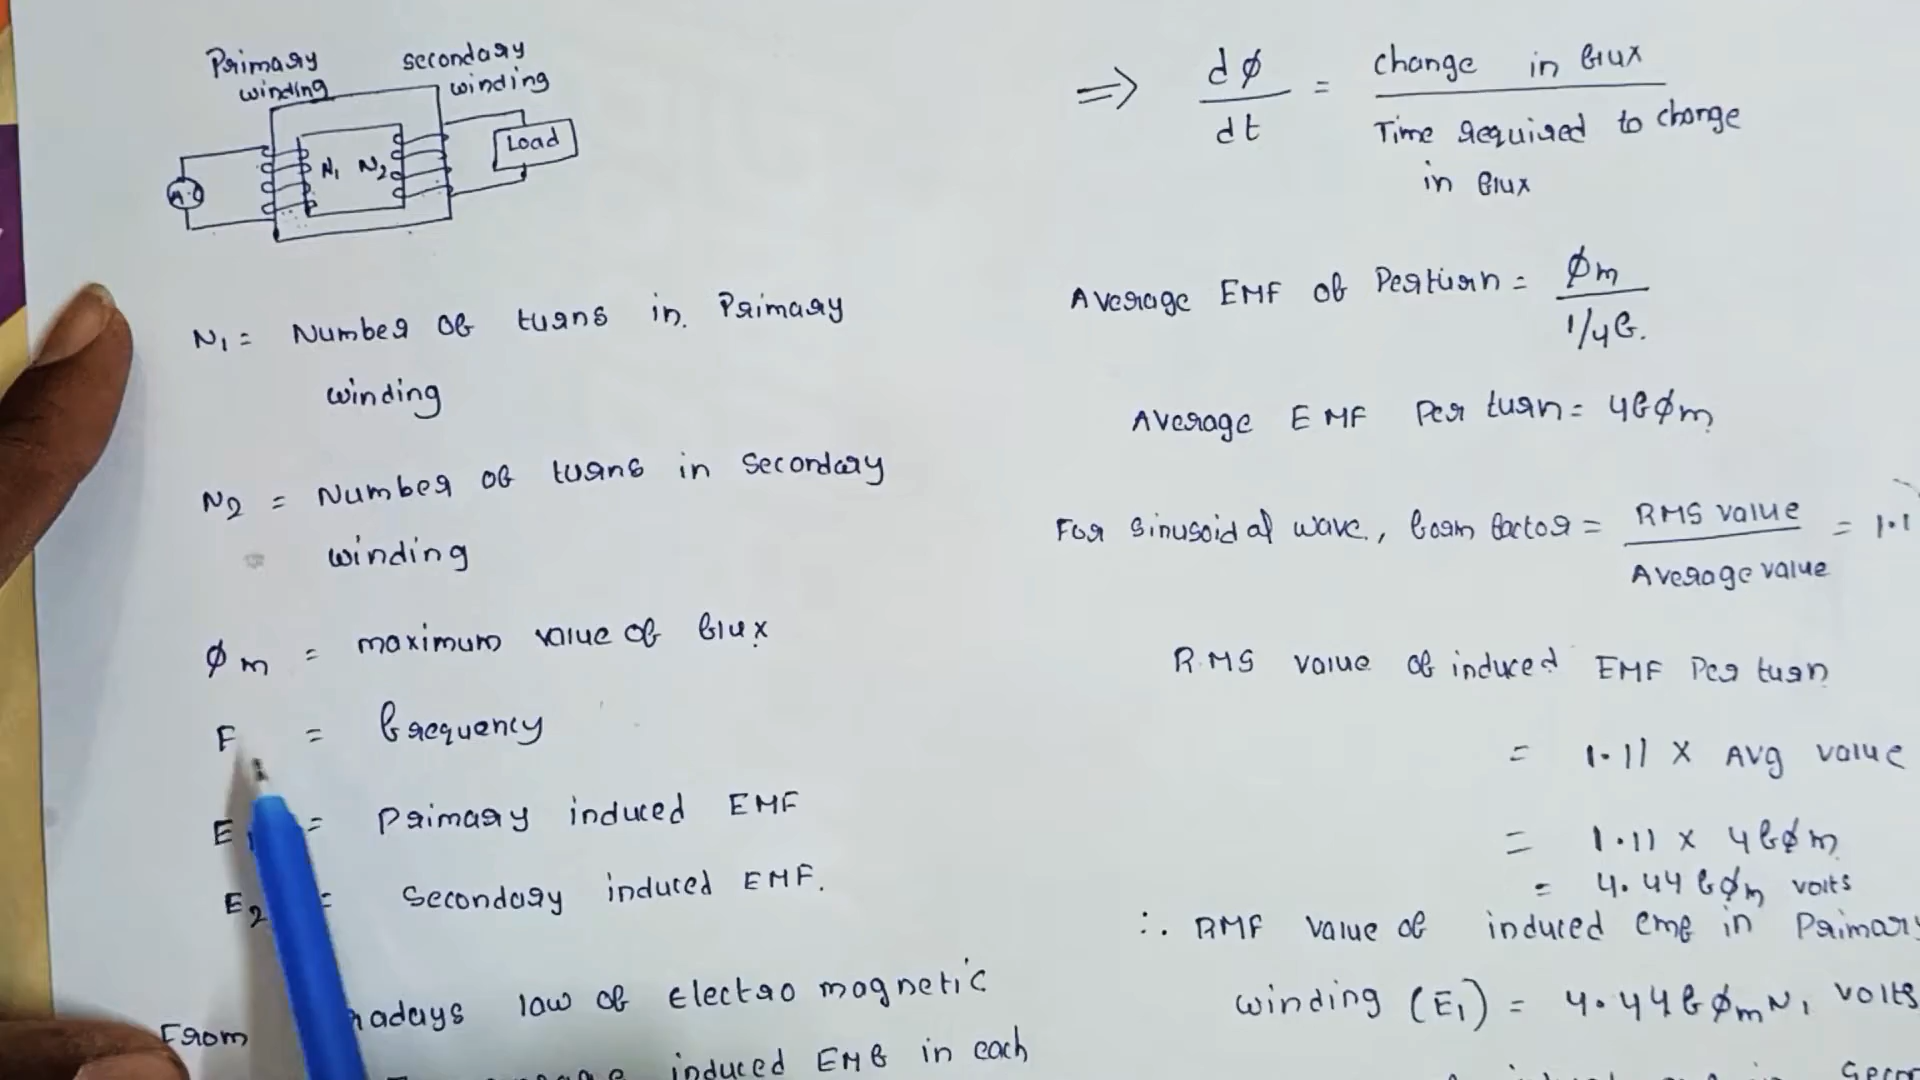 Primary
winding
secondary
winding
N1 N2
Load
A.C
N1 = Number of turns in Primary
winding
N2 = Number of turns in secondary
winding
ϕm = maximum value of flux
F = frequency
E1 = Primary induced EMF
E2 = Secondary induced EMF.
From radays law of Electro magnetic
induced EMf in each
⇒ dϕ/dt = change in flux / Time required to change
in flux
Average EMF of Perturn = ϕm / 1/4f.
Average EMF Per turn = 4fϕm
For sinusoidal wave, form factor = RMS value / Average value = 1.1
R.MS value of induced EMF Per turn
= 1.11 x Avg value
= 1.11 x 4fϕm
= 4.44fϕm volts
∴ RMF value of induced emf in Primary
winding (E1) = 4.44fϕmN1 volts